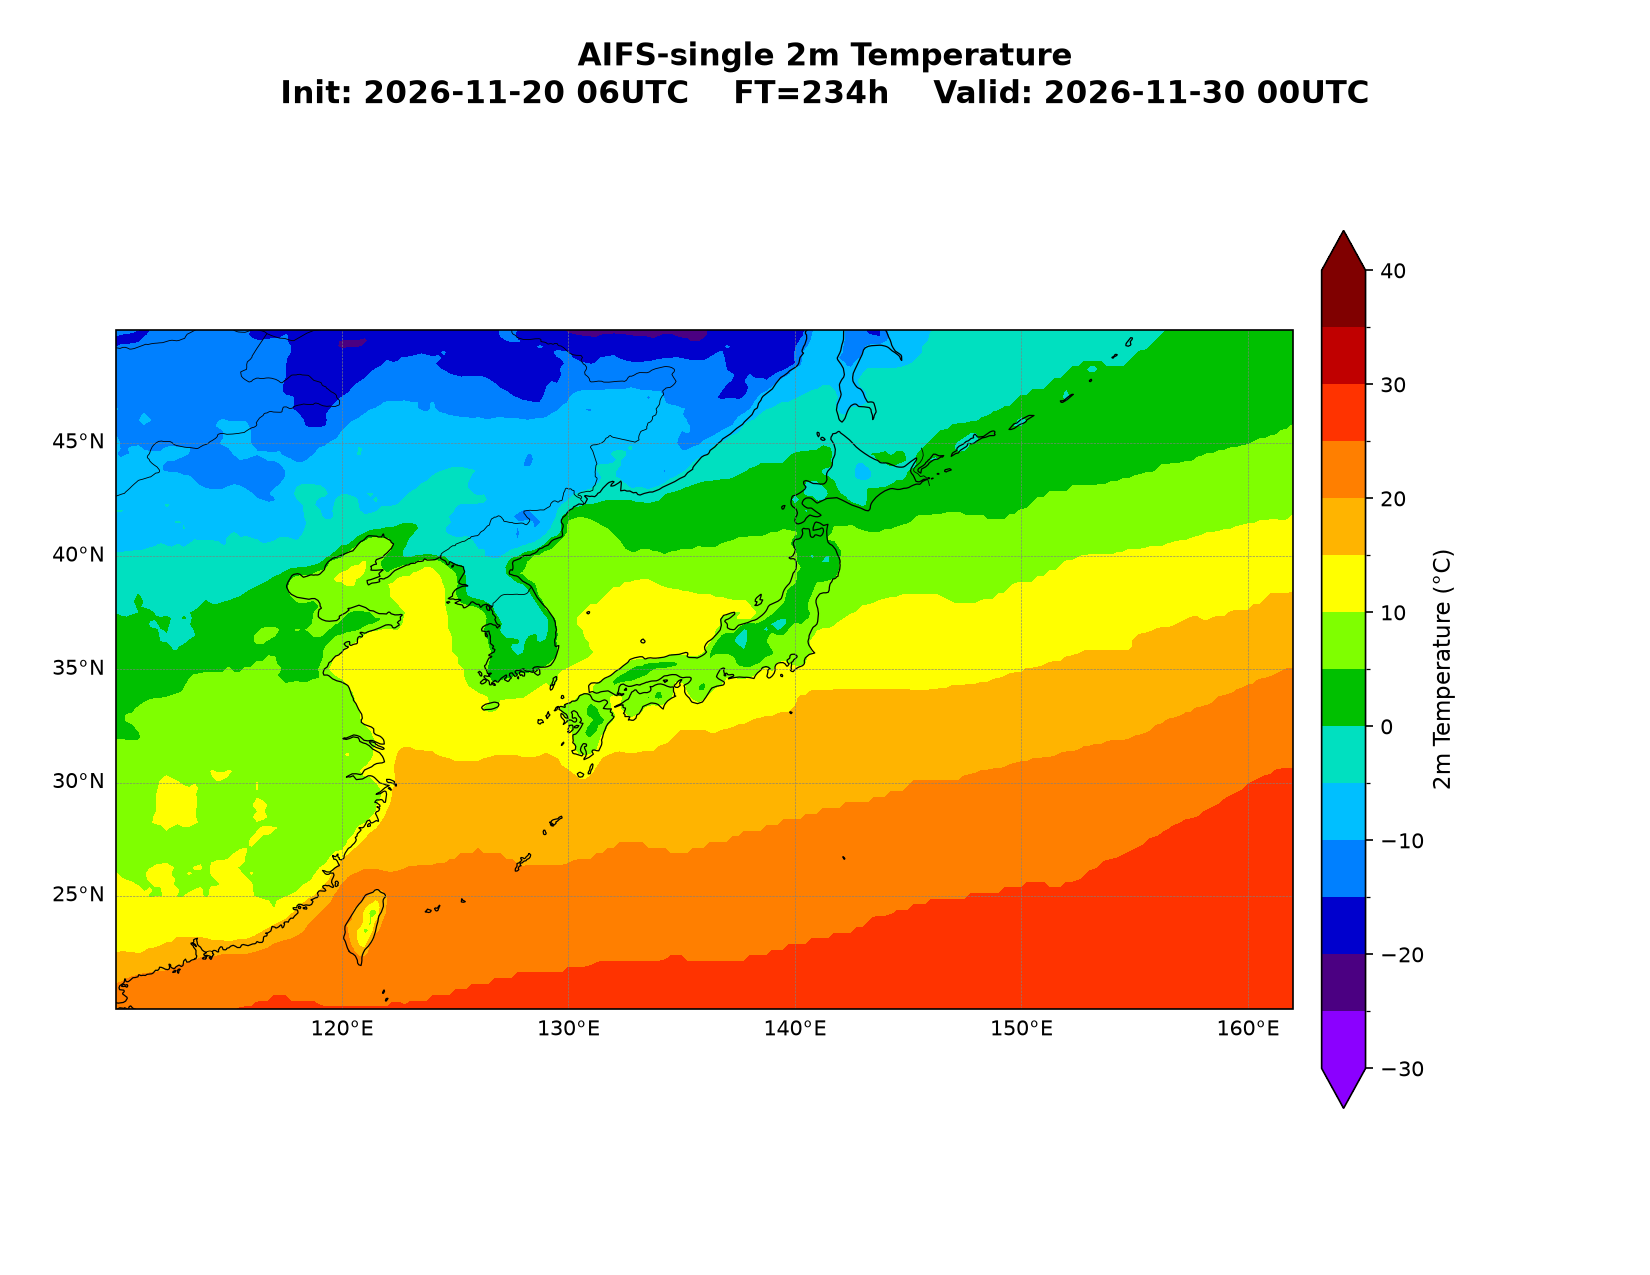 AIFS-single 2m Temperature
Init: 2026-11-20 06UTC    FT=234h    Valid: 2026-11-30 00UTC
45°N
40°N
35°N
30°N
25°N
120°E
130°E
140°E
150°E
160°E
40
30
20
10
0
−10
−20
−30
2m Temperature (°C)